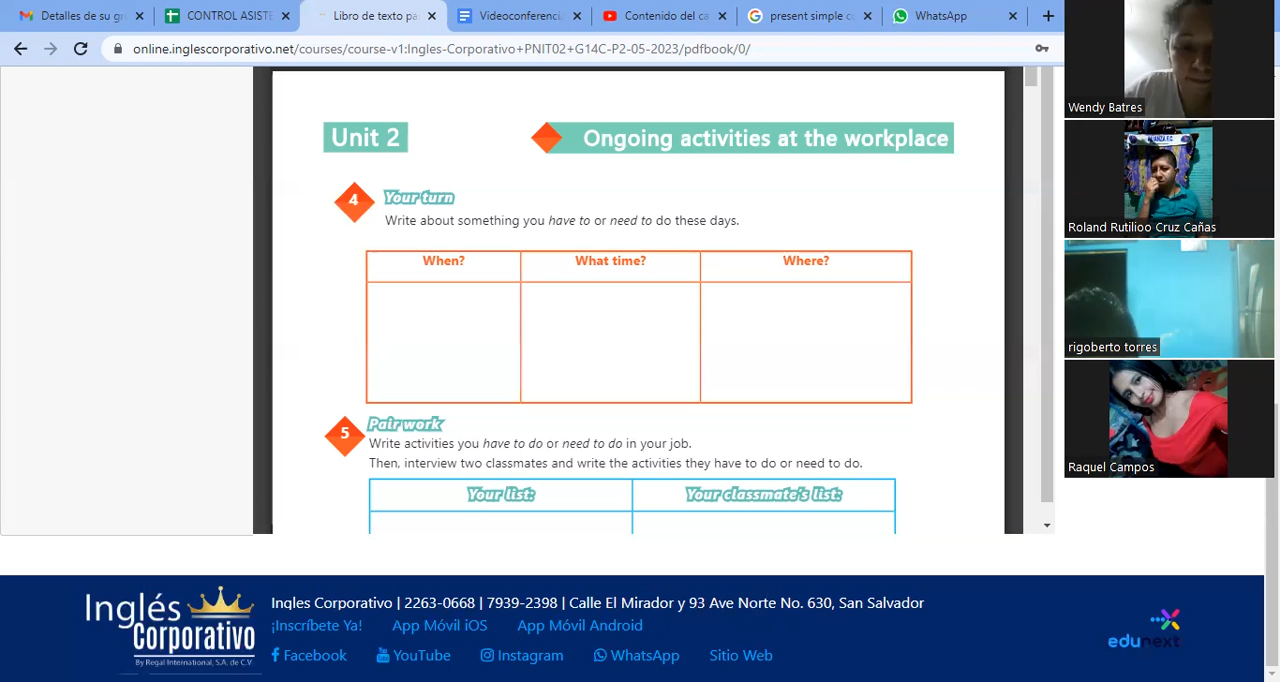 Detalles de su gr
CONTROL ASISTE
Libro de texto pa
Videoconferenci
Contenido del ca
present simple c
WhatsApp
online.inglescorporativo.net/courses/course-v1:Ingles-Corporativo+PNIT02+G14C-P2-05-2023/pdfbook/0/
Unit 2
Ongoing activities at the workplace
4 Your turn
Write about something you have to or need to do these days.
When? What time? Where?
5 Pair work
Write activities you have to do or need to do in your job.
Then, interview two classmates and write the activities they have to do or need to do.
Your list: Your classmate's list:
Wendy Batres
Roland Rutilioo Cruz Cañas
rigoberto torres
Raquel Campos
Inglés
Corporativo
By Regal International, S.A. de C.V
Ingles Corporativo | 2263-0668 | 7939-2398 | Calle El Mirador y 93 Ave Norte No. 630, San Salvador
¡Inscríbete Ya! App Móvil iOS App Móvil Android
Facebook YouTube Instagram WhatsApp Sitio Web
edunext